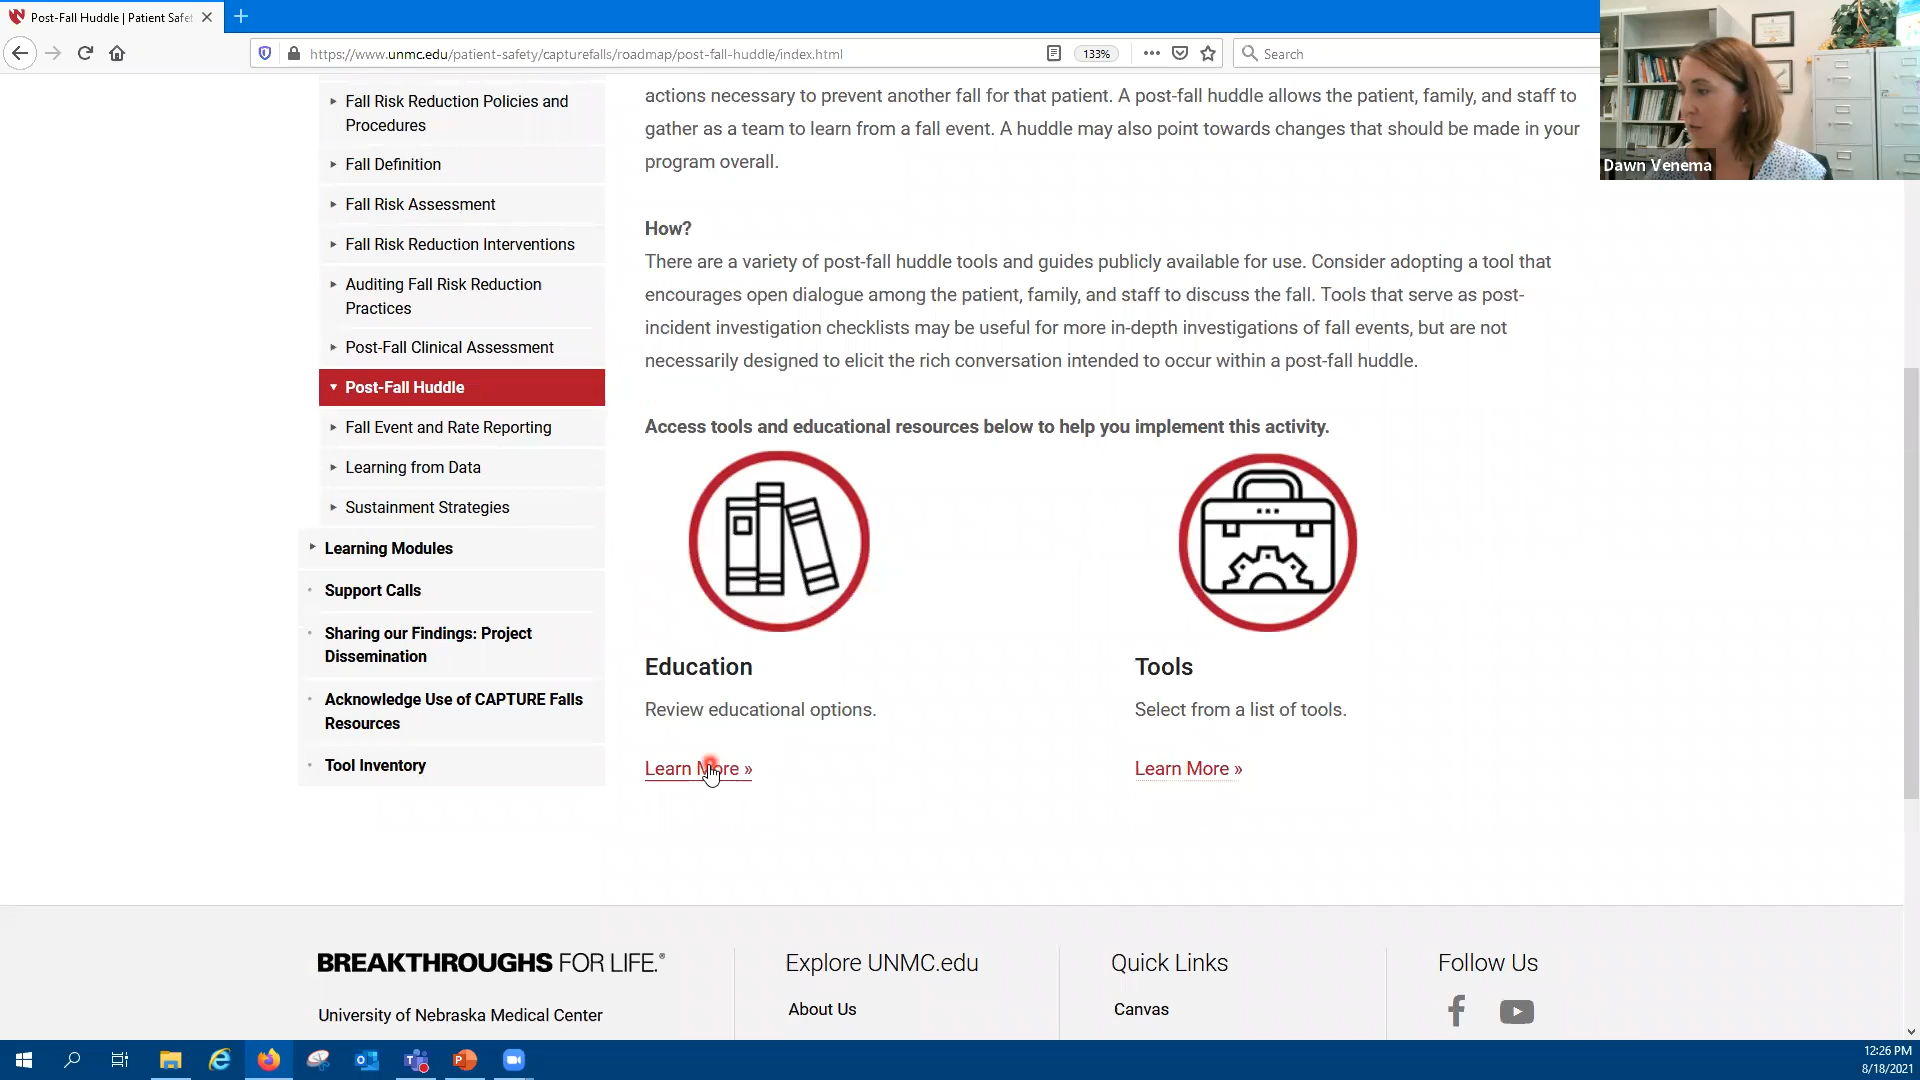 Post-Fall Huddle | Patient Safet
https://www.unmc.edu/patient-safety/capturefalls/roadmap/post-fall-huddle/index.html
133%
Search
Dawn Venema
Fall Risk Reduction Policies and
Procedures
Fall Definition
Fall Risk Assessment
Fall Risk Reduction Interventions
Auditing Fall Risk Reduction
Practices
Post-Fall Clinical Assessment
Post-Fall Huddle
Fall Event and Rate Reporting
Learning from Data
Sustainment Strategies
Learning Modules
Support Calls
Sharing our Findings: Project
Dissemination
Acknowledge Use of CAPTURE Falls
Resources
Tool Inventory
actions necessary to prevent another fall for that patient. A post-fall huddle allows the patient, family, and staff to
gather as a team to learn from a fall event. A huddle may also point towards changes that should be made in your
program overall.
How?
There are a variety of post-fall huddle tools and guides publicly available for use. Consider adopting a tool that
encourages open dialogue among the patient, family, and staff to discuss the fall. Tools that serve as post-
incident investigation checklists may be useful for more in-depth investigations of fall events, but are not
necessarily designed to elicit the rich conversation intended to occur within a post-fall huddle.
Access tools and educational resources below to help you implement this activity.
Education
Review educational options.
Learn More »
Tools
Select from a list of tools.
Learn More »
BREAKTHROUGHS FOR LIFE.®
University of Nebraska Medical Center
Explore UNMC.edu
About Us
Quick Links
Canvas
Follow Us
12:26 PM
8/18/2021